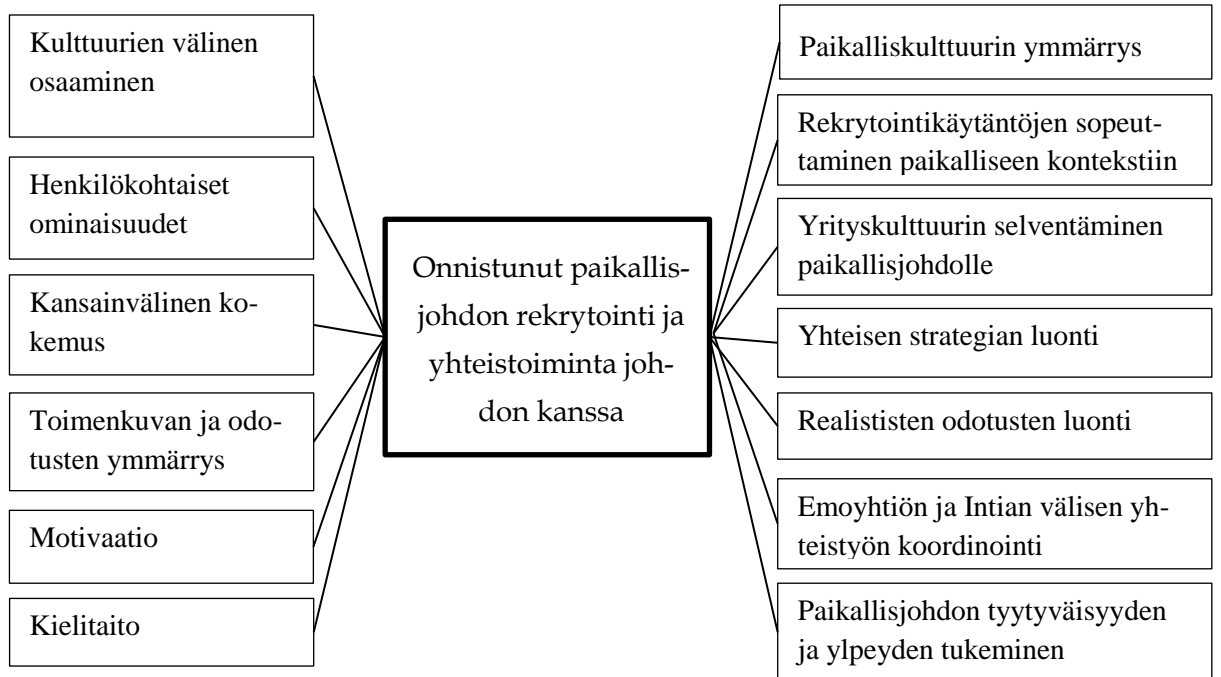 Kulttuurien välinen
osaaminen
Henkilökohtaiset
ominaisuudet
Kansainvälinen ko-
kemus
Toimenkuvan ja odo-
tusten ymmärrys
Motivaatio
Kielitaito
Onnistunut paikallis-
johdon rekrytointi ja
yhteistoiminta joh-
don kanssa
Paikalliskulttuurin ymmärrys
Rekrytointikäytäntöjen sopeut-
taminen paikalliseen kontekstiin
Yrityskulttuurin selventäminen
paikallisjohdolle
Yhteisen strategian luonti
Realististen odotusten luonti
Emoyhtiön ja Intian välisen yh-
teistyön koordinointi
Paikallisjohdon tyytyväisyyden
ja ylpeyden tukeminen